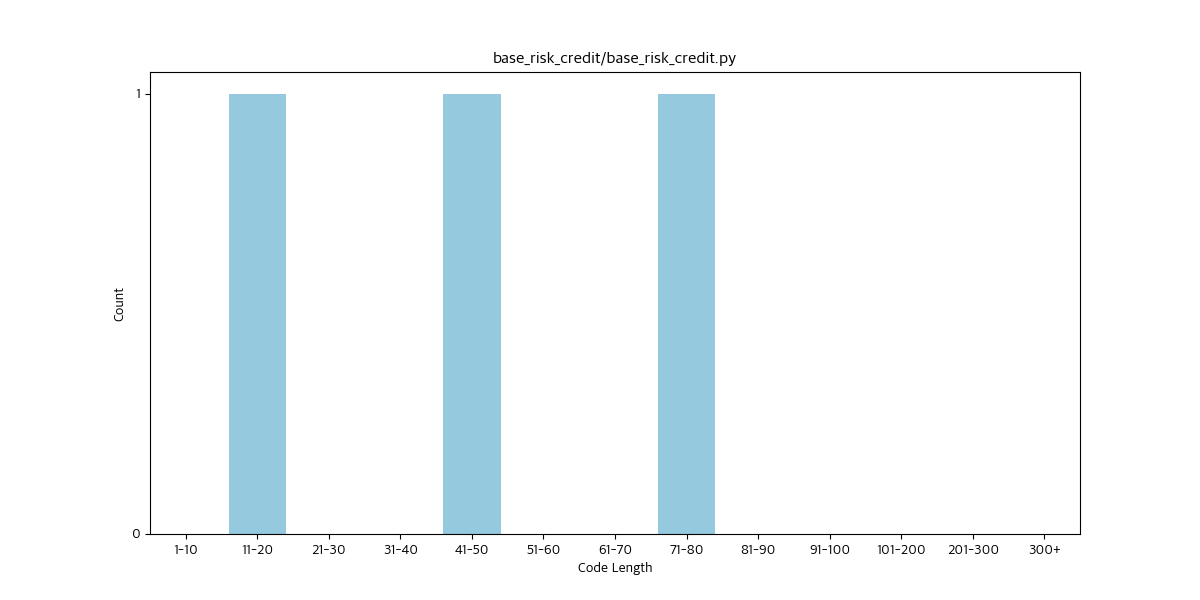 base_risk_credit/base_risk_credit.py
1
Count
0
1-10 11-20 21-30 31-40 41-50 51-60 61-70 71-80 81-90 91-100 101-200 201-300 300+
Code Length